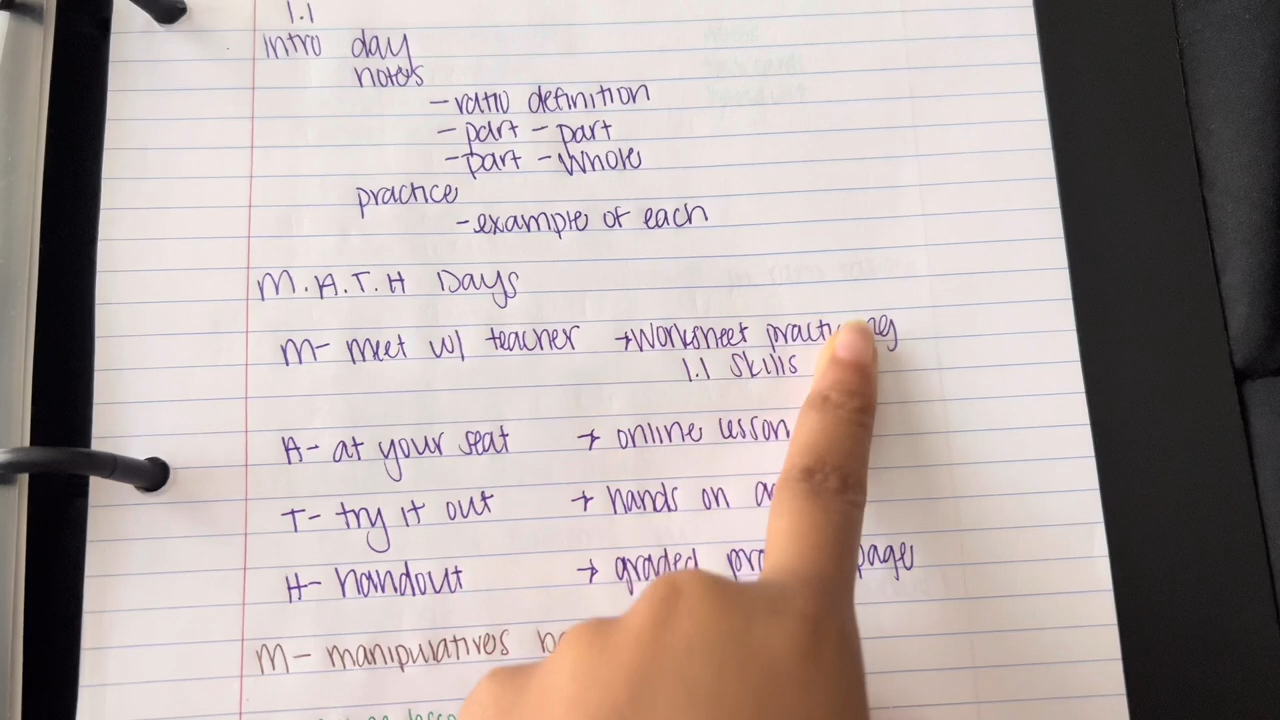 1.1
intro day
notes
- ratio definition
- part - part
- part - whole
practice
- example of each
M.A.T.H Days
M- meet w/ teacher → Worksheet
1.1 Skills
A- at your seat → online lesson
T- try it out → hands on
H- handout → graded page
M- manipulatives